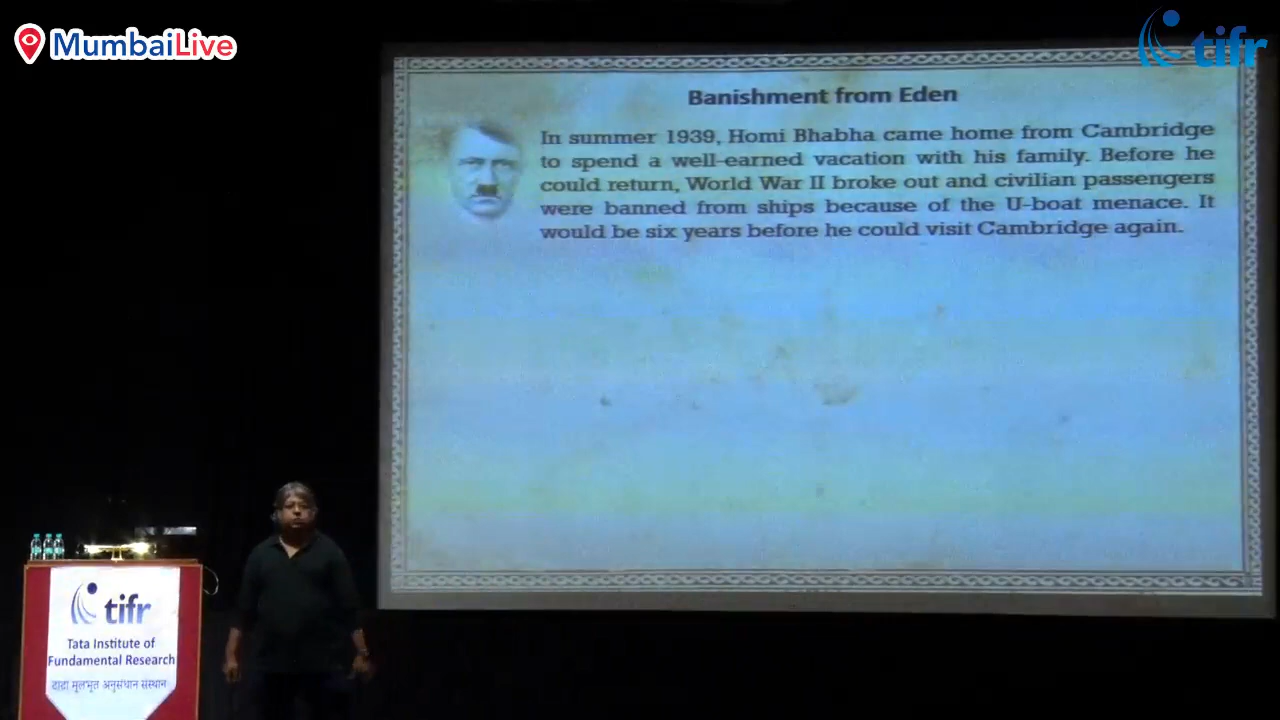 MumbaiLive
tifr
Banishment from Eden
In summer 1939, Homi Bhabha came home from Cambridge
to spend a well-earned vacation with his family. Before he
could return, World War II broke out and civilian passengers
were banned from ships because of the U-boat menace. It
would be six years before he could visit Cambridge again.
tifr
Tata Institute of
Fundamental Research
टाटा मूलभूत अनुसंधान संस्थान